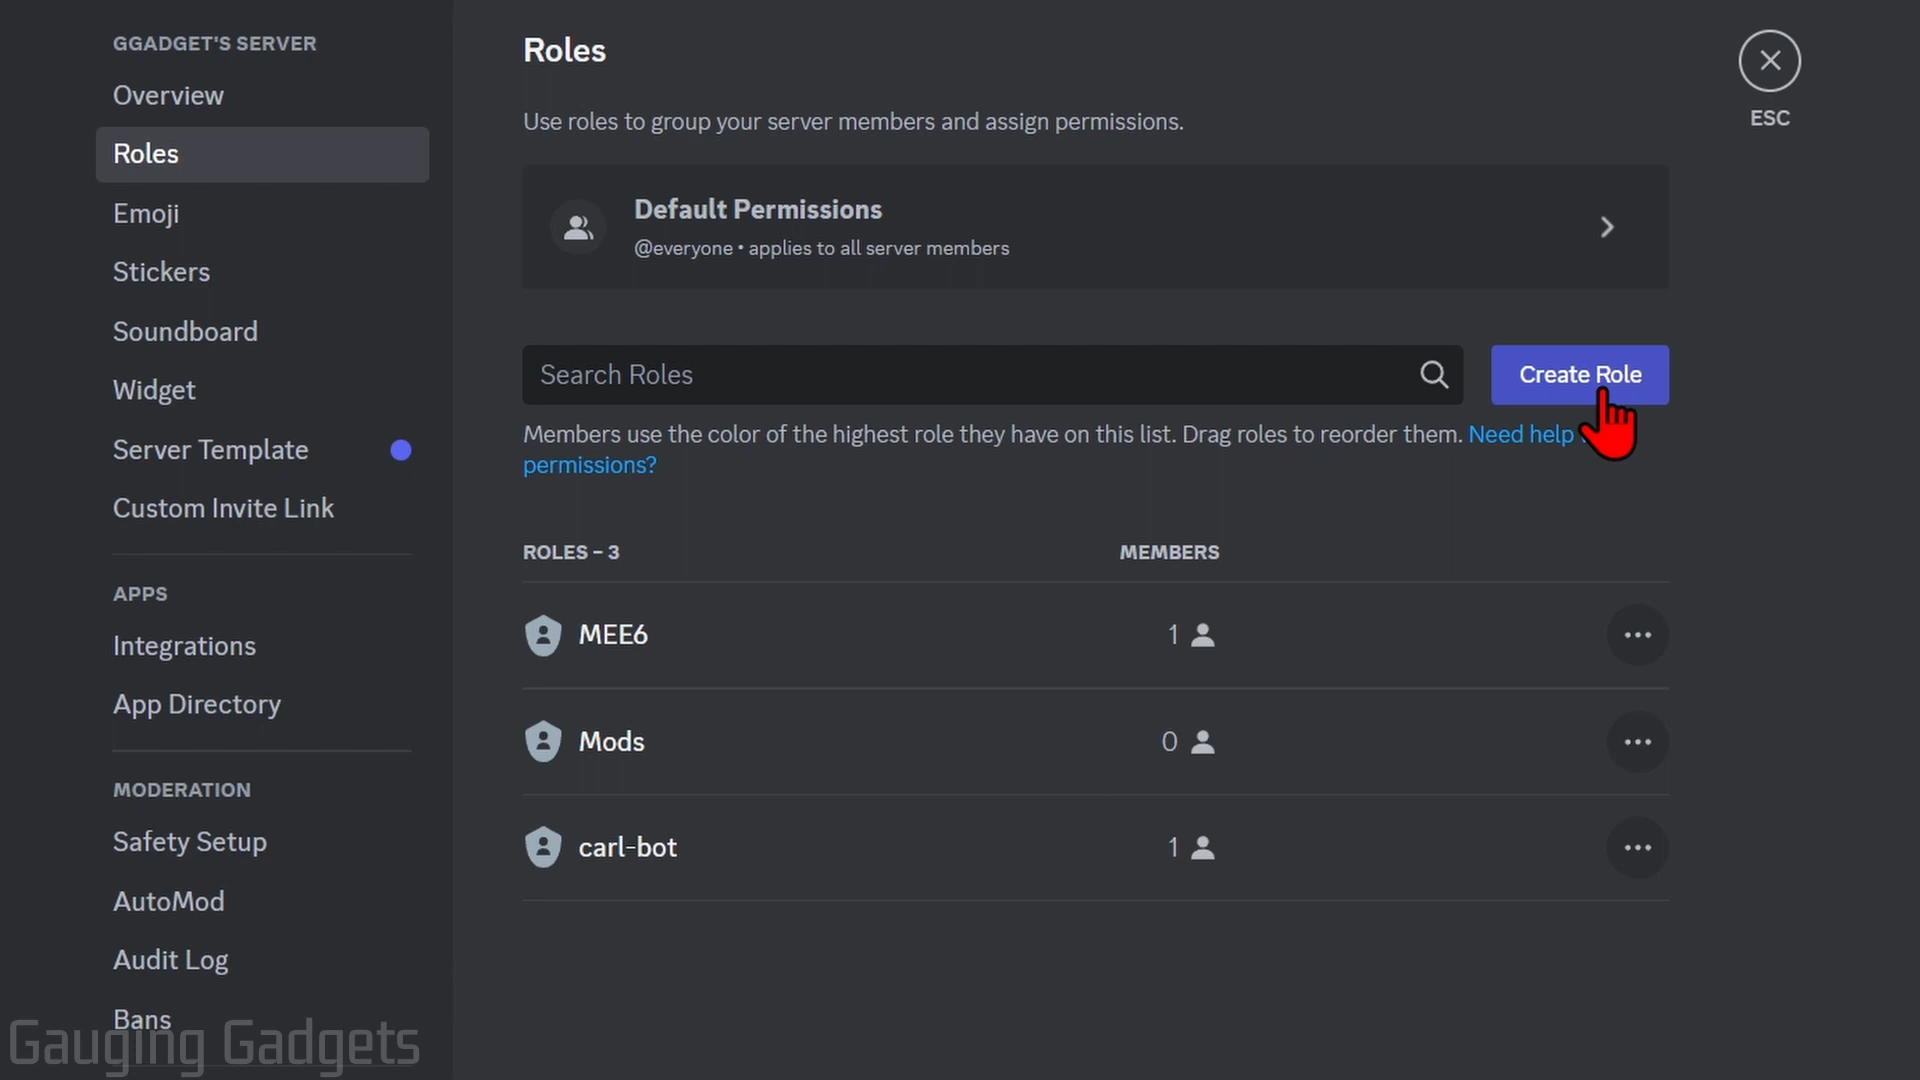 GGADGET'S SERVER
Overview
Roles
Emoji
Stickers
Soundboard
Widget
Server Template
Custom Invite Link
APPS
Integrations
App Directory
MODERATION
Safety Setup
AutoMod
Audit Log
Bans
Gauging Gadgets
Roles
Use roles to group your server members and assign permissions.
Default Permissions
@everyone • applies to all server members
Search Roles
Create Role
Members use the color of the highest role they have on this list. Drag roles to reorder them. Need help
permissions?
ROLES – 3
MEMBERS
MEE6
1
Mods
0
carl-bot
1
ESC